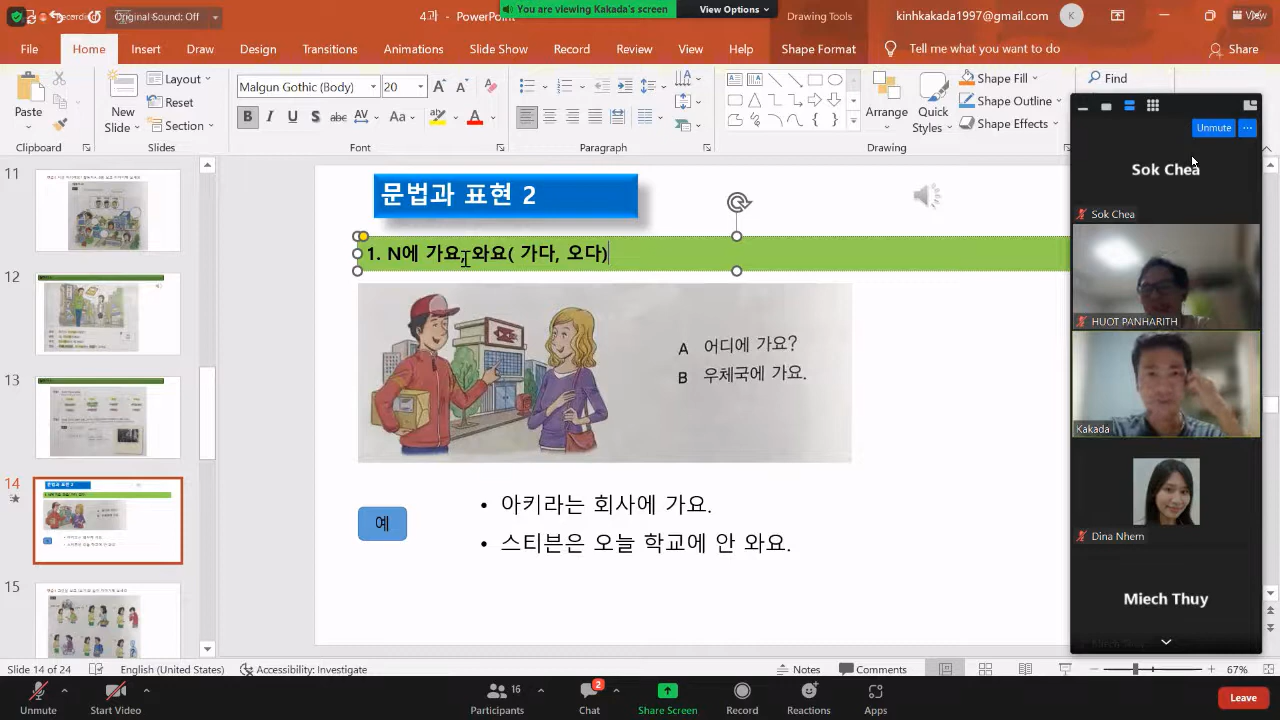 Recorded
Original Sound: Off
4과 - PowerPoint
You are viewing Kakada's screen
View Options
Drawing Tools
kinhkakada1997@gmail.com
K
View
File
Home
Insert
Draw
Design
Transitions
Animations
Slide Show
Record
Review
View
Help
Shape Format
Tell me what you want to do
Share
Paste
New Slide
Layout
Reset
Section
Malgun Gothic (Body)
20
B I U S abc AV Aa
Arrange
Quick Styles
Shape Fill
Shape Outline
Shape Effects
Find
Clipboard
Slides
Font
Paragraph
Drawing
11
12
13
14
15
문법과 표현 2
1. N에 가요, 와요( 가다, 오다)
A 어디에 가요?
B 우체국에 가요.
예
• 아키라는 회사에 가요.
• 스티븐은 오늘 학교에 안 와요.
Unmute
Sok Chea
Sok Chea
HUOT PANHARITH
Kakada
Dina Nhem
Miech Thuy
Slide 14 of 24
English (United States)
Accessibility: Investigate
Notes
Comments
67%
Unmute
Start Video
16
Participants
2
Chat
Share Screen
Record
Reactions
Apps
Leave